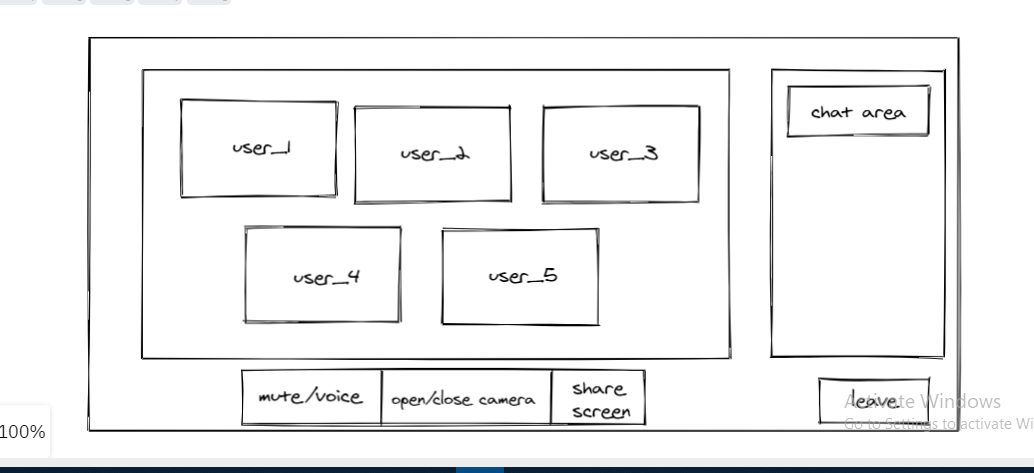 user_1
user_2
user_3
chat area
user_4
user_5
mute/voice
open/close camera
share
screen
leave
Activate Windows
Go to Settings to activate Wi
100%